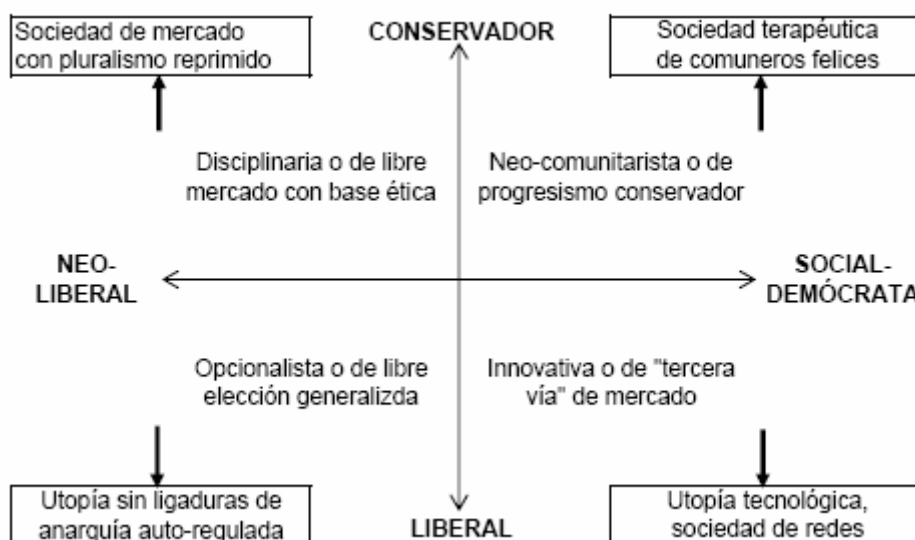 Sociedad de mercado
con pluralismo reprimido
CONSERVADOR
Sociedad terapéutica
de comuneros felices
Disciplinaria o de libre
mercado con base ética
Neo-comunitarista o de
progresismo conservador
NEO-
LIBERAL
SOCIAL-
DEMÓCRATA
Opcionalista o de libre
elección generalizda
Innovativa o de "tercera
vía" de mercado
Utopía sin ligaduras de
anarquía auto-regulada
LIBERAL
Utopía tecnológica,
sociedad de redes